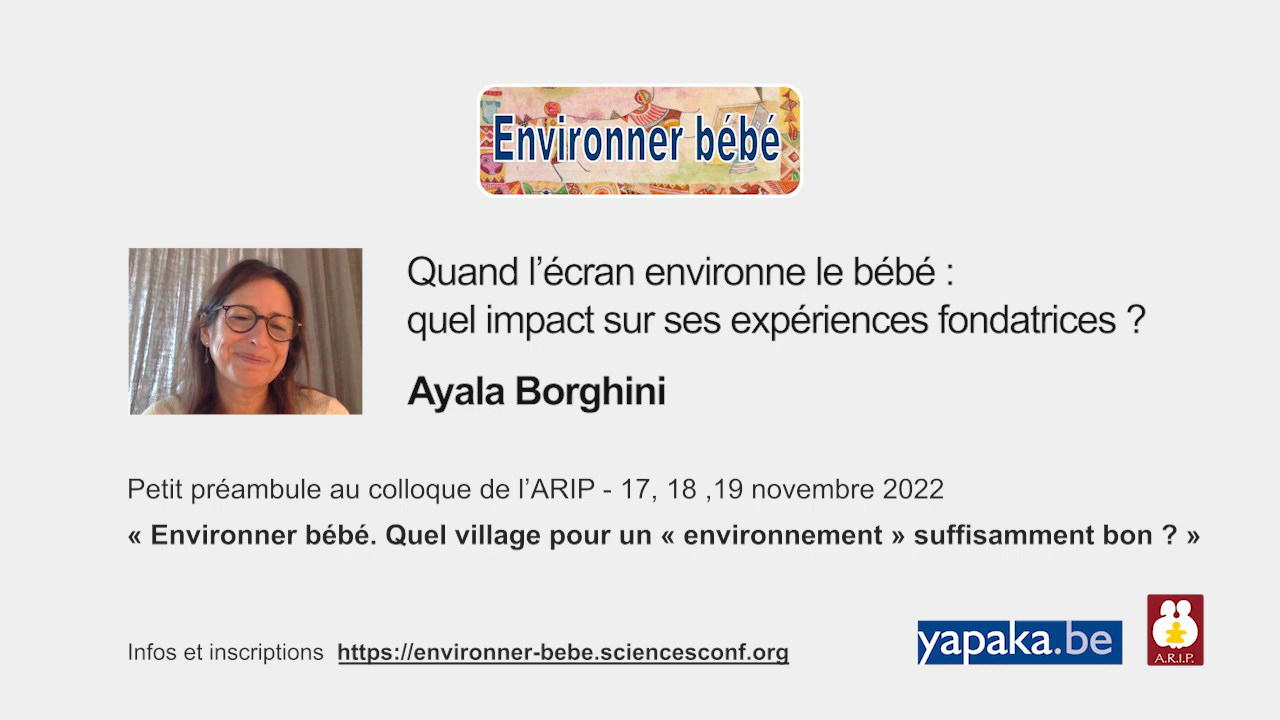 Environner bébé
Quand l’écran environne le bébé :
quel impact sur ses expériences fondatrices ?
Ayala Borghini
Petit préambule au colloque de l’ARIP - 17, 18 ,19 novembre 2022
« Environner bébé. Quel village pour un « environnement » suffisamment bon ? »
Infos et inscriptions https://environner-bebe.sciencesconf.org
yapaka.be
A.R.I.P.